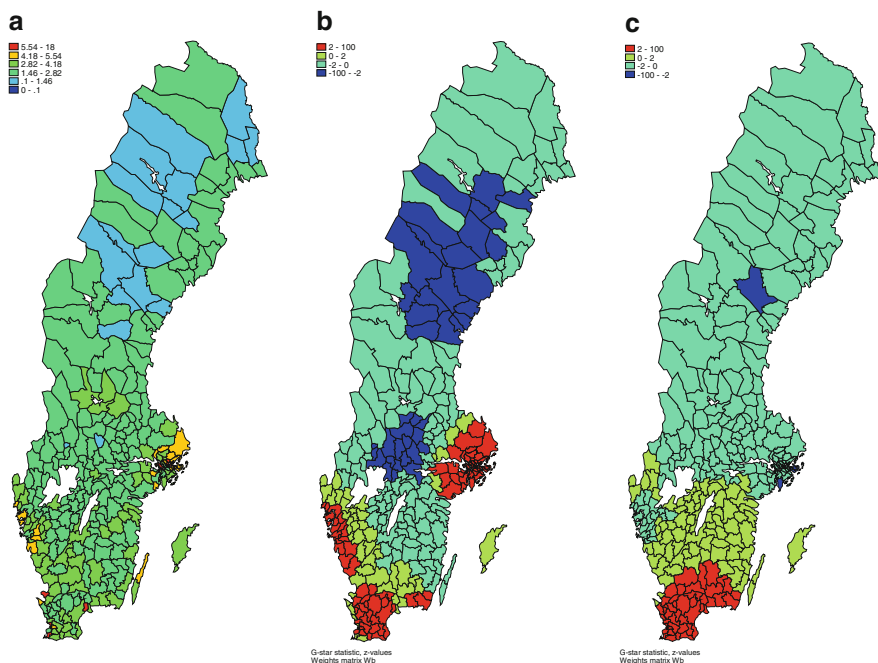 a
5.54 - 18
4.18 - 5.54
2.82 - 4.18
1.46 - 2.82
.1 - 1.46
0 - .1
b
2 - 100
0 - 2
-2 - 0
-100 - -2
G-star statistic, z-values
Weights matrix Wb
c
2 - 100
0 - 2
-2 - 0
-100 - -2
G-star statistic, z-values
Weights matrix Wb